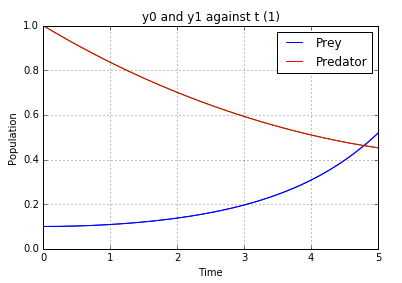 y0 and y1 against t (1)
1.0
0.8
0.6
0.4
0.2
0.0
Population
Prey
Predator
0 1 2 3 4 5
Time